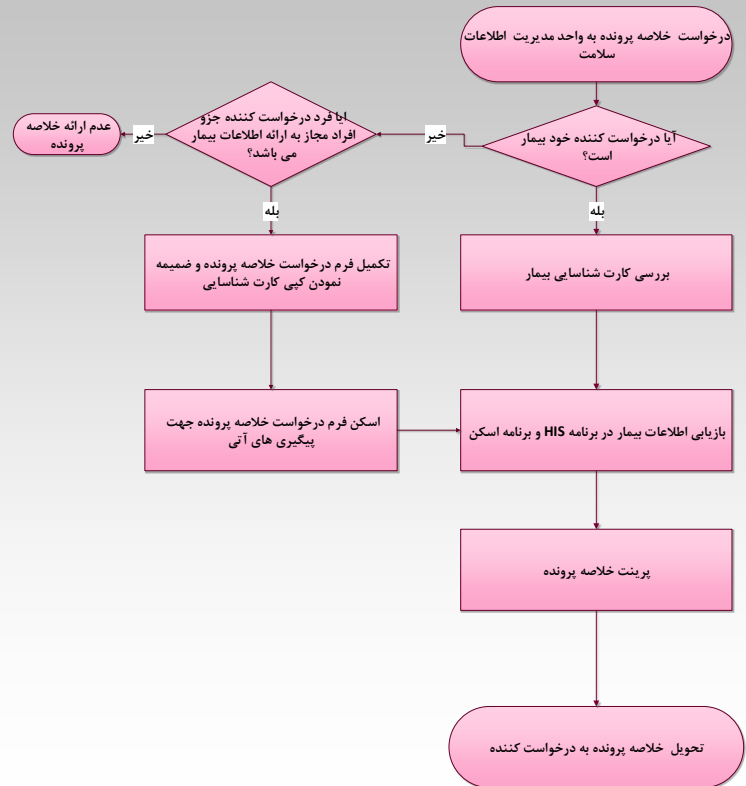 درخواست خلاصه پرونده به واحد مدیریت اطلاعات
سلامت
آیا درخواست کننده خود بیمار
است؟
خیر
ایا فرد درخواست کننده جزو
افراد مجاز به ارائه اطلاعات بیمار
می باشد؟
خیر
عدم ارائه خلاصه
پرونده
بله
بله
بررسی کارت شناسایی بیمار
تکمیل فرم درخواست خلاصه پرونده و ضمیمه
نمودن کپی کارت شناسایی
بازیابی اطلاعات بیمار در برنامه HIS و برنامه اسکن
اسکن فرم درخواست خلاصه پرونده جهت
پیگیری های آتی
پرینت خلاصه پرونده
تحویل خلاصه پرونده به درخواست کننده